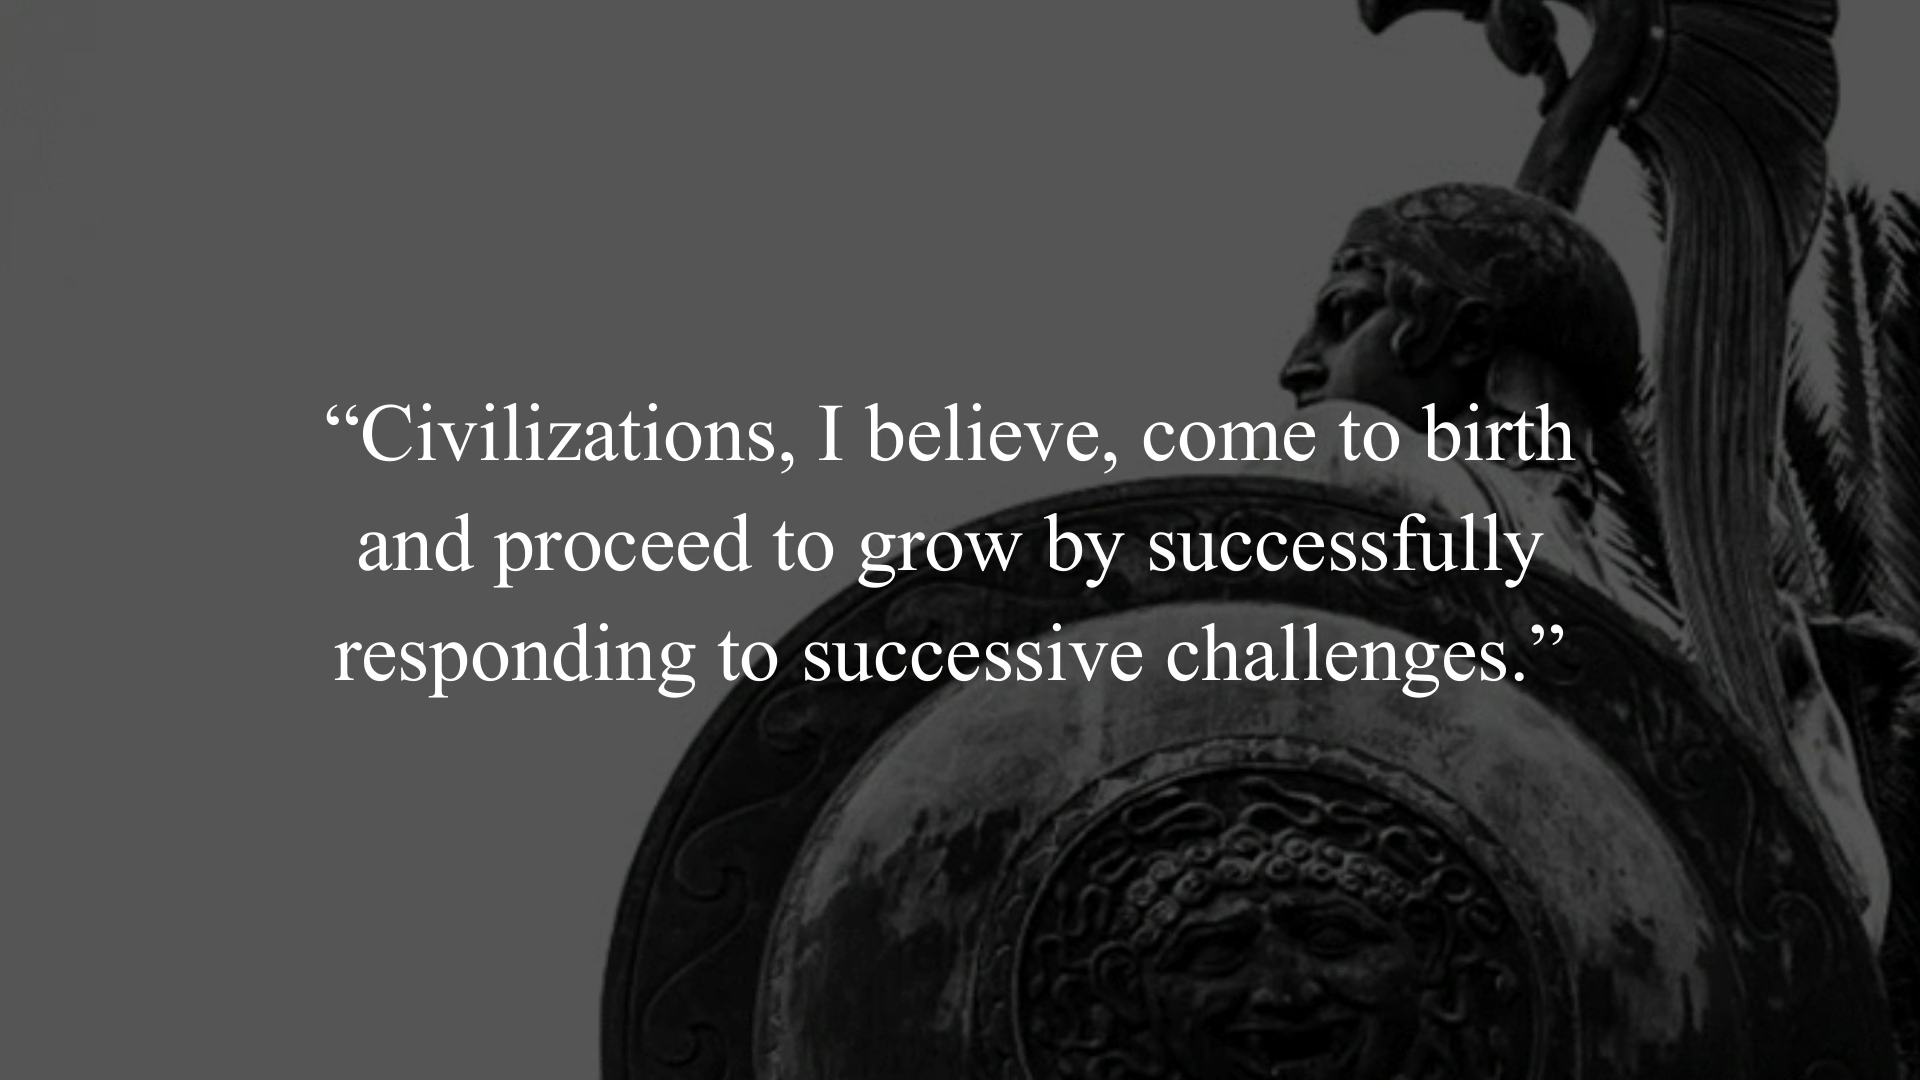 “Civilizations, I believe, come to birth
and proceed to grow by successfully
responding to successive challenges.”